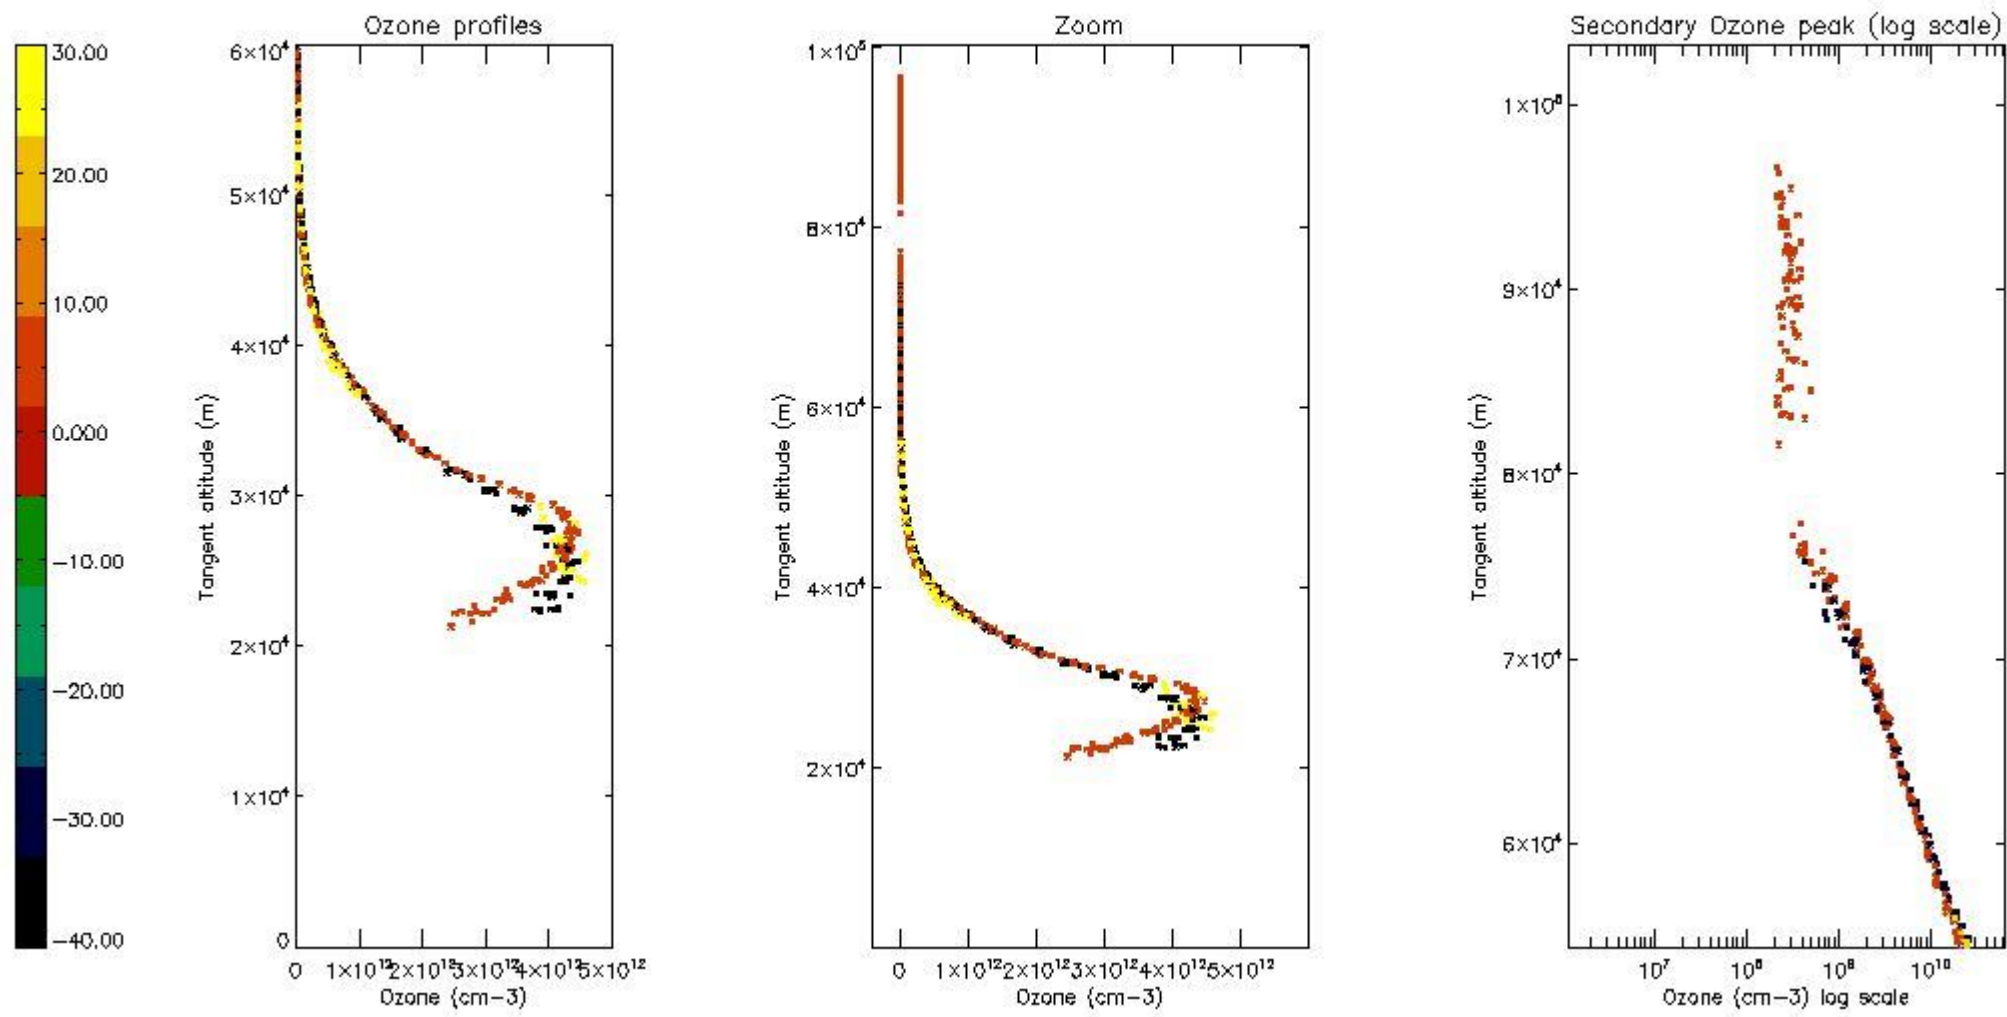 Ozone profiles
Zoom
Secondary Ozone peak (log scale)
30.00
20.00
10.00
0.000
−10.00
−20.00
−30.00
−40.00
6×10⁴
5×10⁴
4×10⁴
3×10⁴
2×10⁴
1×10⁴
0
Tangent altitude (m)
0 1×10¹² 2×10¹² 3×10¹² 4×10¹² 5×10¹²
Ozone (cm−3)
1×10⁵
8×10⁴
6×10⁴
4×10⁴
2×10⁴
Tangent altitude (m)
0 1×10¹² 2×10¹² 3×10¹² 4×10¹² 5×10¹²
Ozone (cm−3)
9×10⁴
8×10⁴
7×10⁴
6×10⁴
Tangent altitude (m)
10⁷ 10⁹ 10¹⁰
Ozone (cm−3) log scale